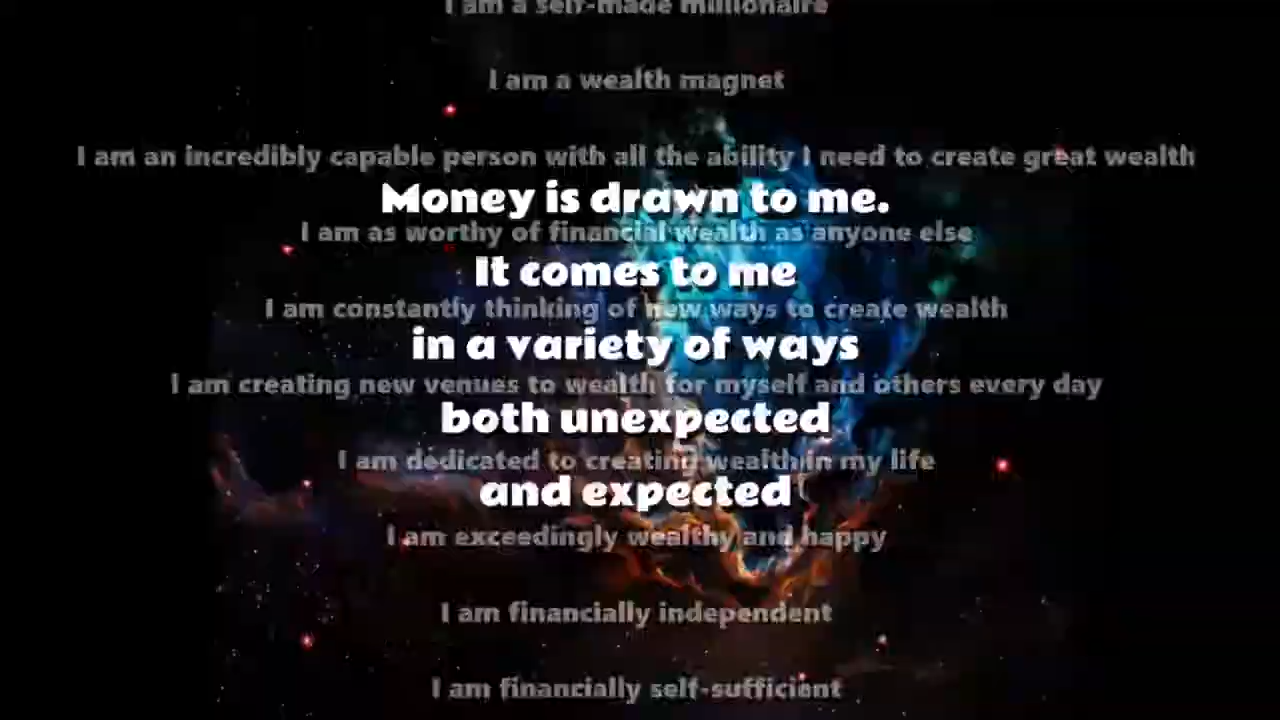 I am a self-made millionaire
I am a wealth magnet
I am an incredibly capable person with all the ability I need to create great wealth
Money is drawn to me.
I am as worthy of financial wealth as anyone else
It comes to me
I am constantly thinking of new ways to create wealth
in a variety of ways
I am creating new venues to wealth for myself and others every day
both unexpected
I am dedicated to creating wealth in my life
and expected
I am exceedingly wealthy and happy
I am financially independent
I am financially self-sufficient